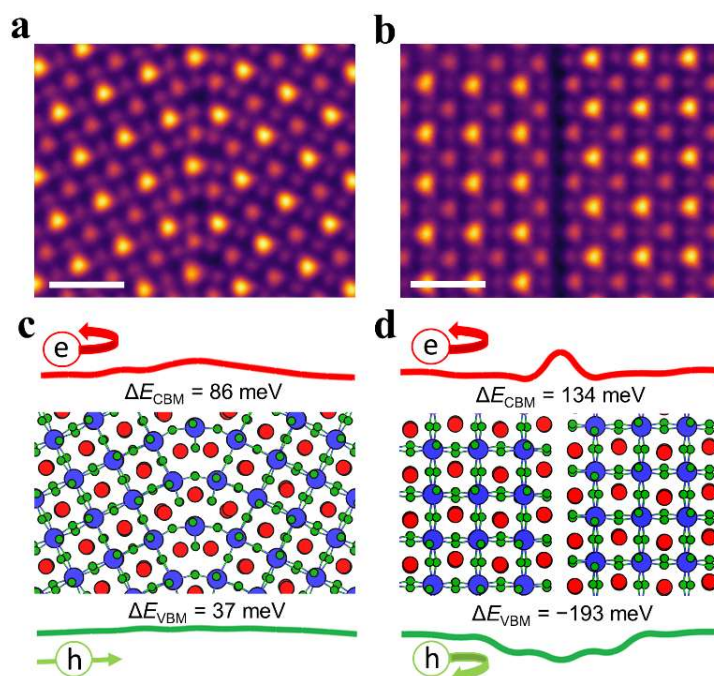 a
b
c
d
e
e
ΔE_CBM = 86 meV
ΔE_CBM = 134 meV
ΔE_VBM = 37 meV
ΔE_VBM = −193 meV
h
h